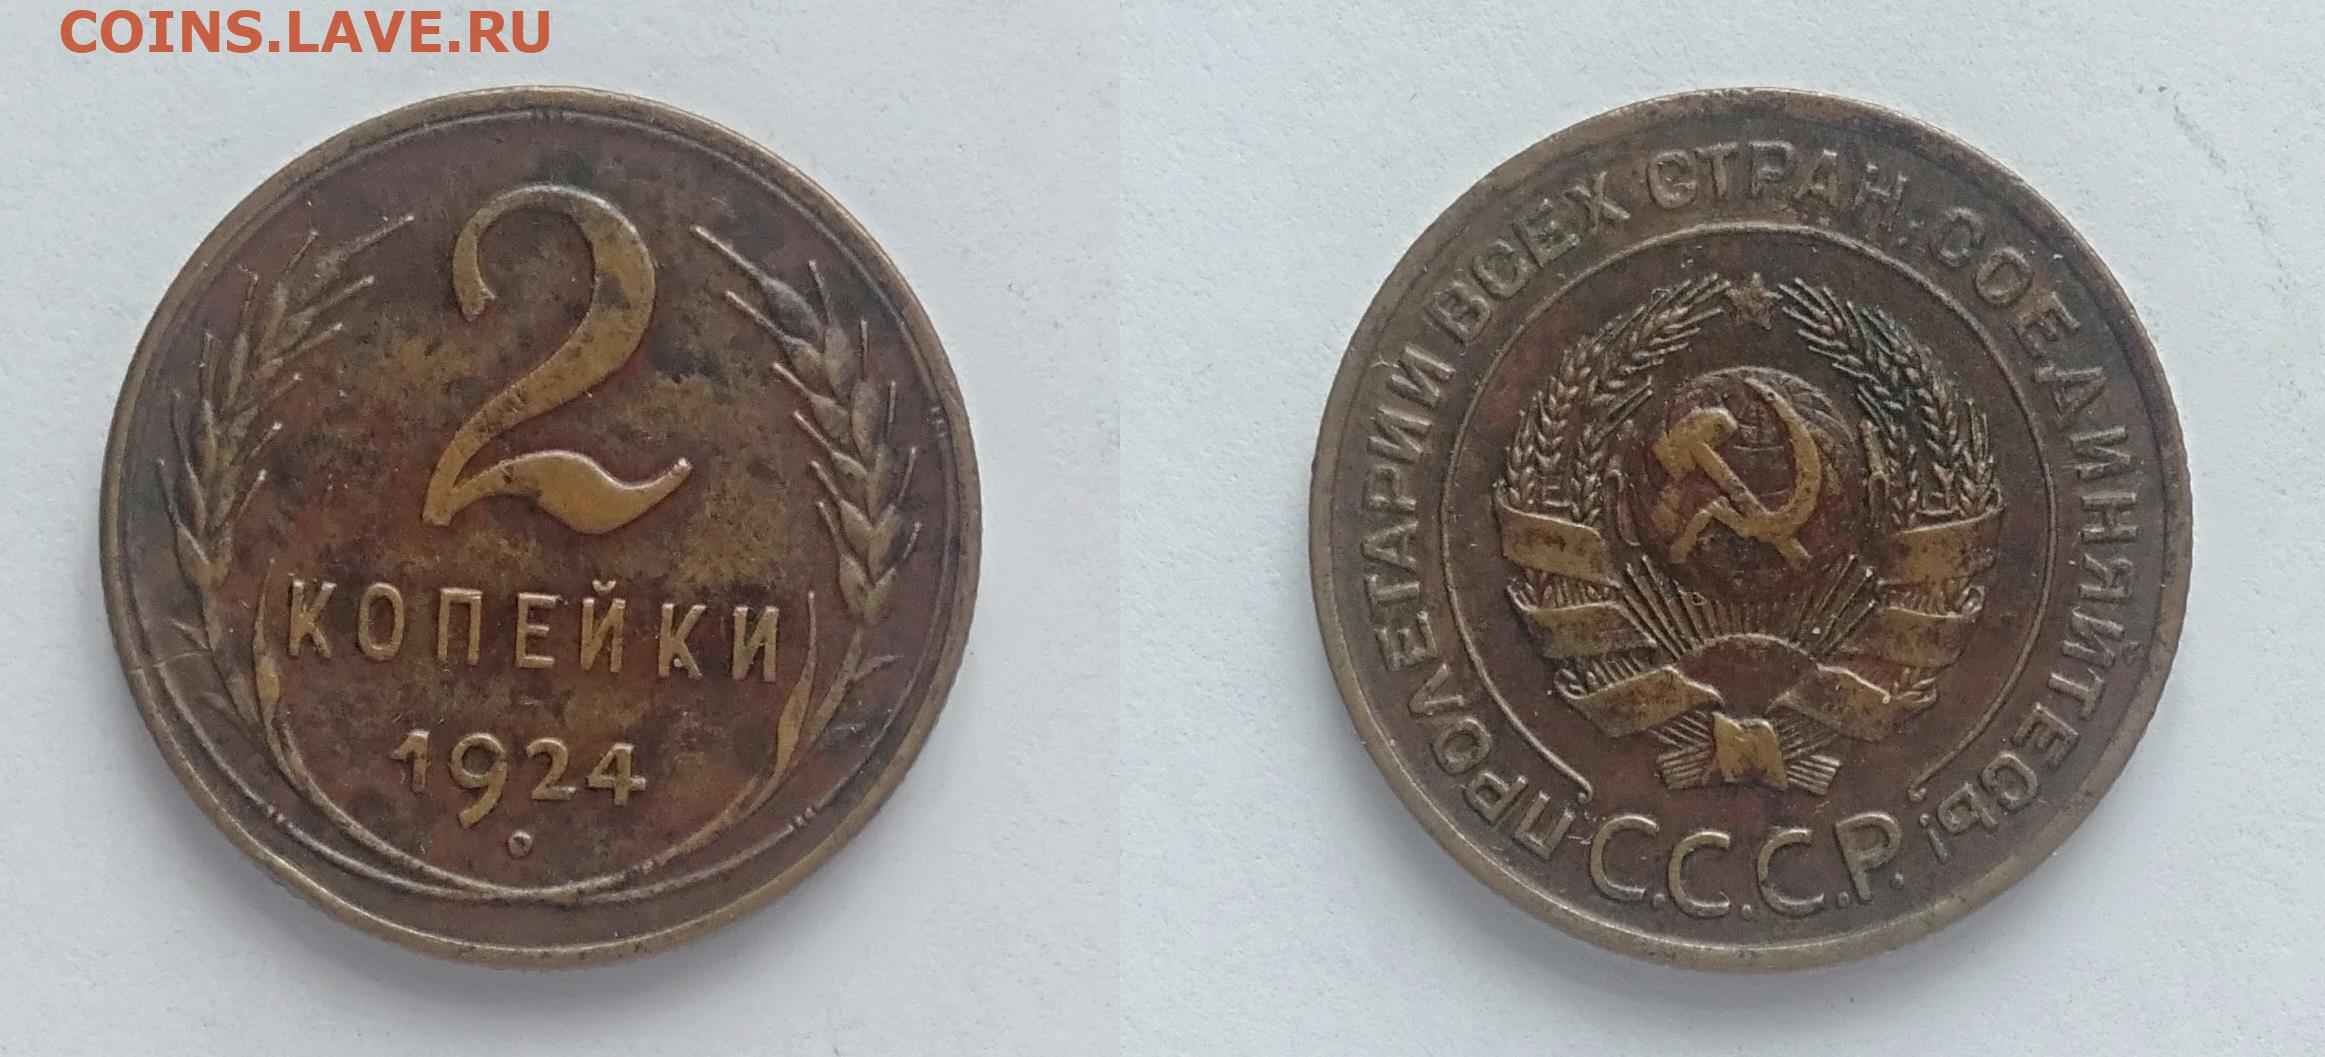 COINS.LAVE.RU
2
КОПЕЙКИ
1924
ПРОЛЕТАРИИ ВСЕХ СТРАН, СОЕДИНЯЙТЕСЬ!
С.С.С.Р.